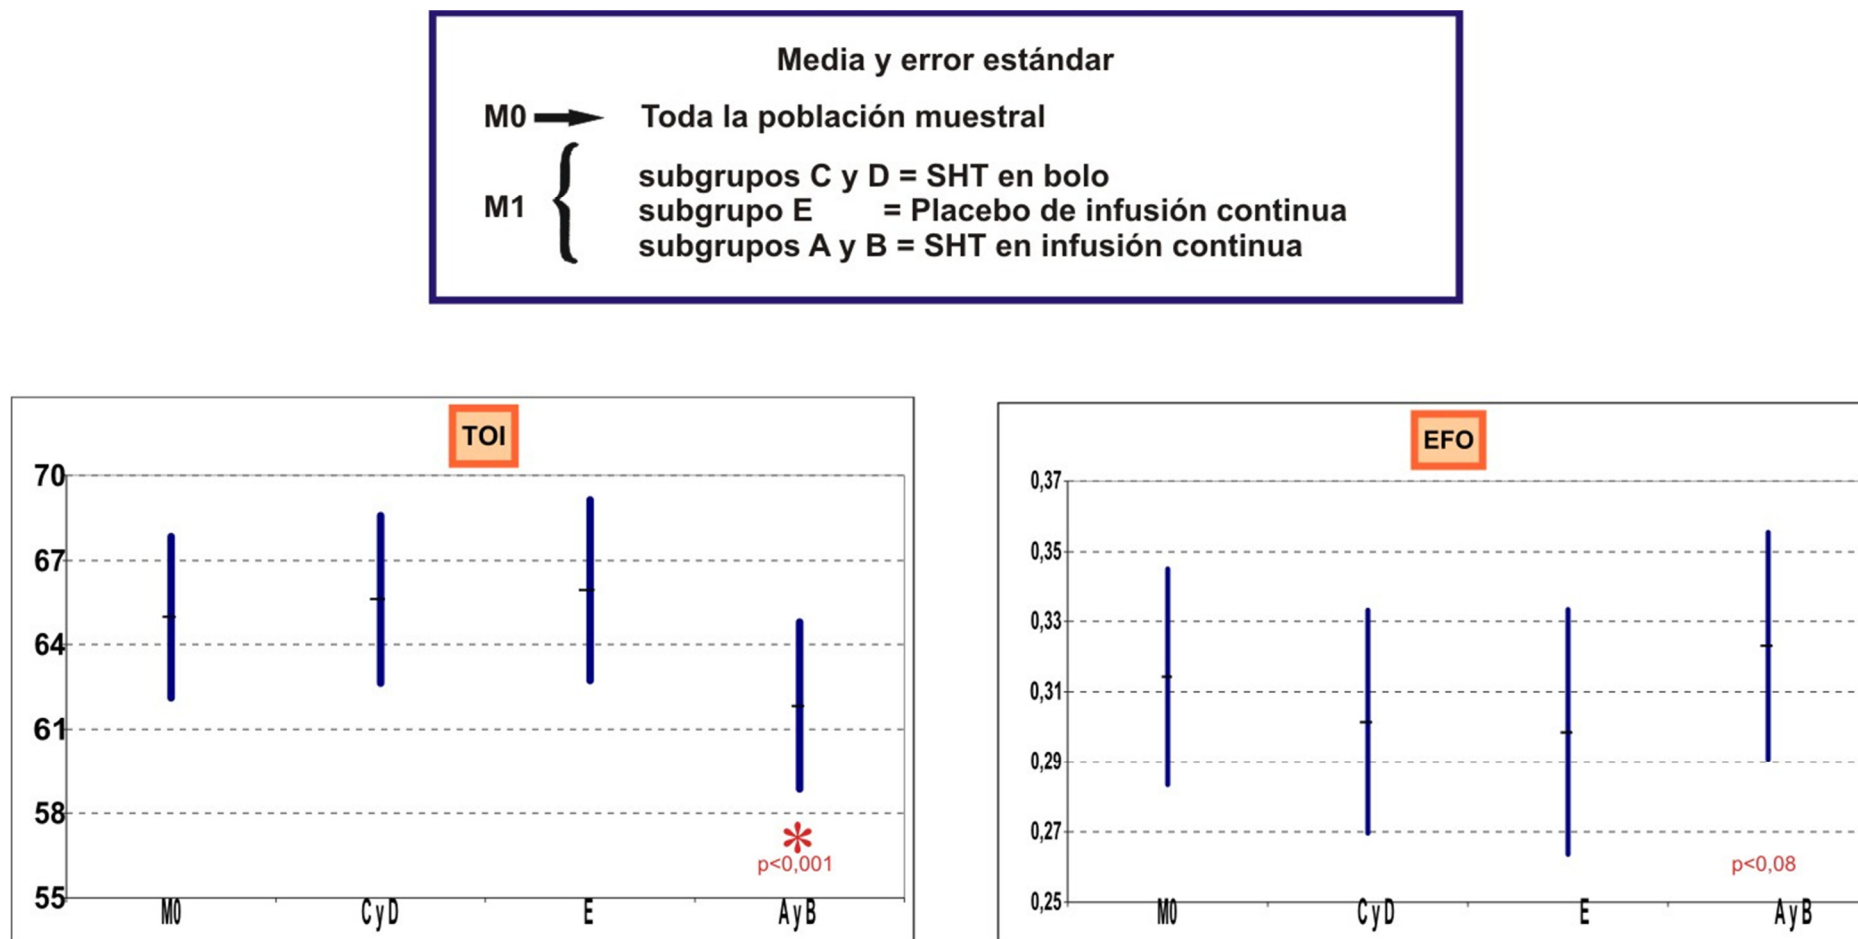 Media y error estándar
M0 Toda la población muestral
M1
subgrupos C y D = SHT en bolo
subgrupo E = Placebo de infusión continua
subgrupos A y B = SHT en infusión continua
TOI
70
67
64
61
58
55
*
p<0,001
M0 C y D E A y B
EFO
0,37
0,35
0,33
0,31
0,29
0,27
0,25
p<0,08
M0 C y D E A y B